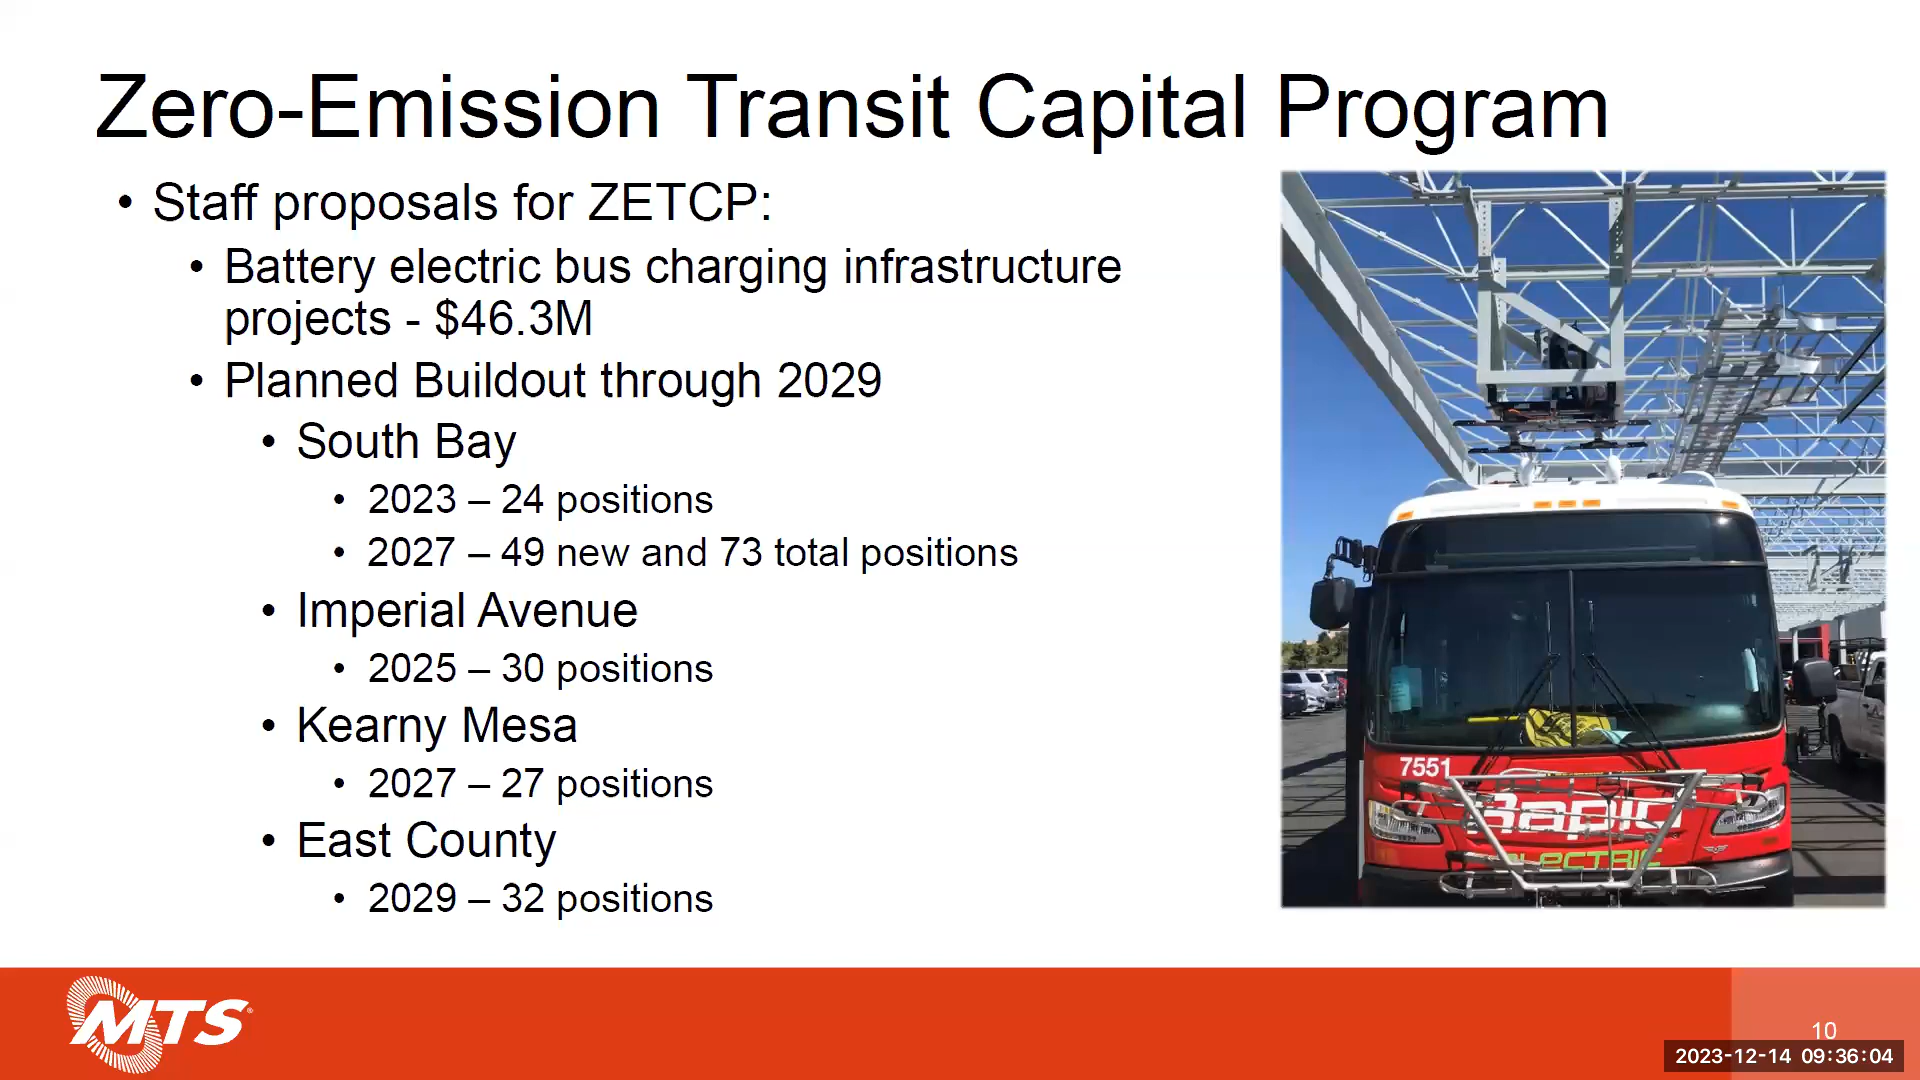 Zero-Emission Transit Capital Program
• Staff proposals for ZETCP:
• Battery electric bus charging infrastructure
projects - $46.3M
• Planned Buildout through 2029
• South Bay
• 2023 – 24 positions
• 2027 – 49 new and 73 total positions
• Imperial Avenue
• 2025 – 30 positions
• Kearny Mesa
• 2027 – 27 positions
• East County
• 2029 – 32 positions
7551
Rapid
ELECTRIC
MTS
10
2023-12-14 09:36:04